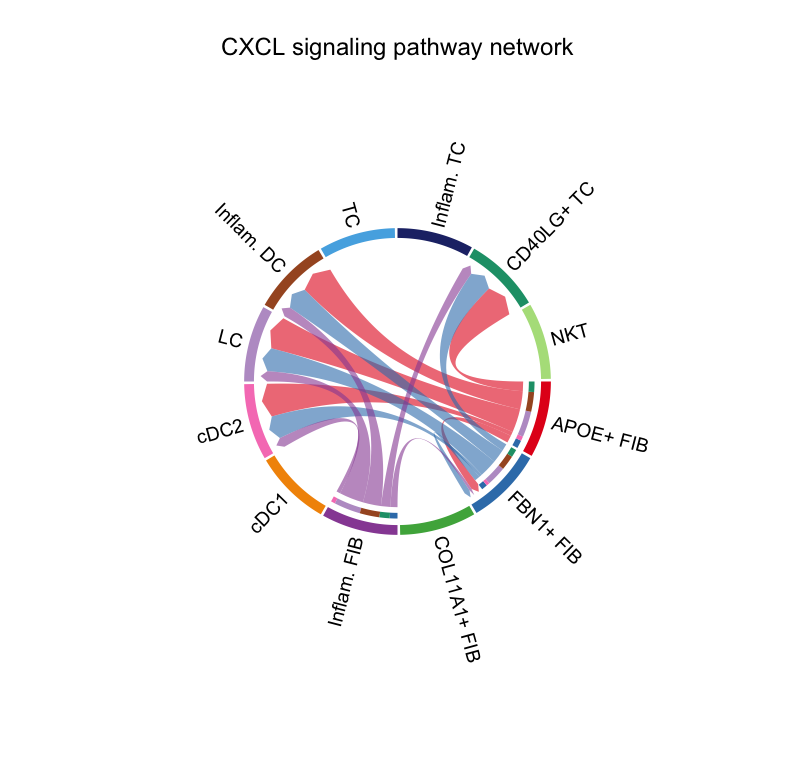 CXCL signaling pathway network
Inflam. TC
TC
CD40LG+ TC
Inflam. DC
NKT
LC
APOE+ FIB
cDC2
FBN1+ FIB
cDC1
Inflam. FIB
COL11A1+ FIB